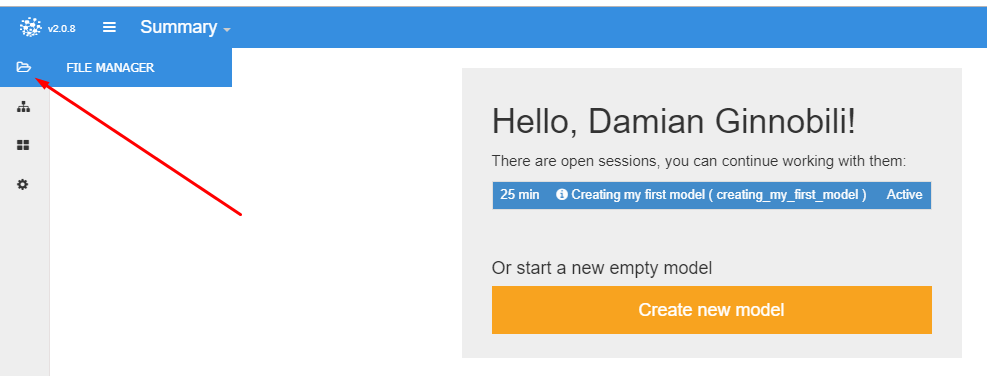 v2.0.8
Summary
FILE MANAGER
Hello, Damian Ginnobili!
There are open sessions, you can continue working with them:
25 min Creating my first model ( creating_my_first_model ) Active
Or start a new empty model
Create new model